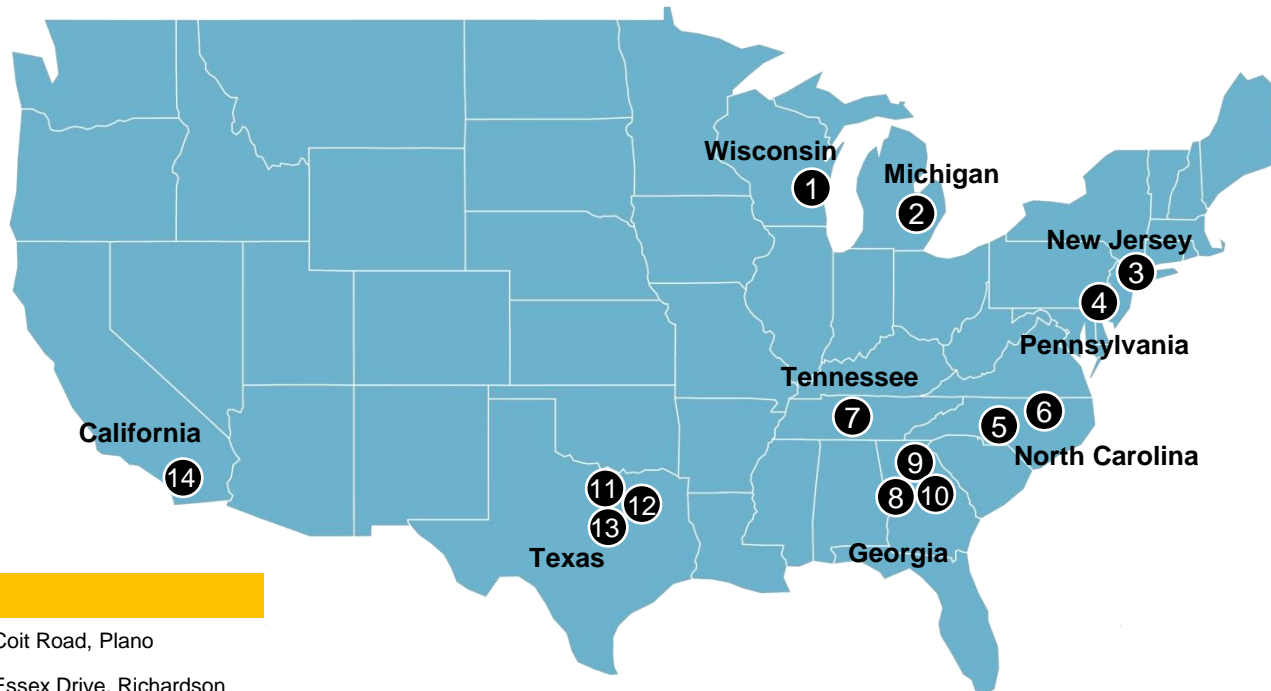 Wisconsin
1
Michigan
2
New Jersey
3
4
Pennsylvania
Tennessee
7
5
6
North Carolina
California
14
9
8
10
11
12
13
Texas
Georgia
Coit Road, Plano
Essex Drive, Richardson